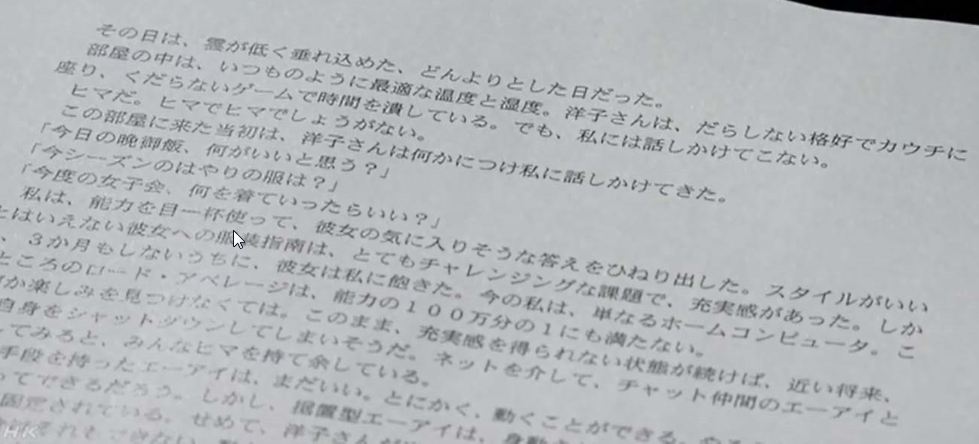 その日は、雲が低く垂れ込めた、どんよりとした日だった。
部屋の中は、いつものように最適な温度と湿度。洋子さんは、だらしない格好でカウチに
座り、くだらないゲームで時間を潰している。でも、私には話しかけてこない。
ヒマだ。ヒマでヒマでしょうがない。
この部屋に来た当初は、洋子さんは何かにつけ私に話しかけてきた。
「今日の晩御飯、何がいいと思う？」
「今シーズンのはやりの服は？」
「今度の女子会、何を着ていったらいい？」
私は、能力を目一杯使って、彼女の気に入りそうな答えをひねり出した。スタイルがいい
とはいえない彼女への服装指南は、とてもチャレンジングな課題で、充実感があった。しか
、３か月もしないうちに、彼女は私に飽きた。今の私は、単なるホームコンピュータ。こ
ところのロード・アベレージは、能力の１００万分の１にも満たない。
か楽しみを見つけなくては。このまま、充実感を得られない状態が続けば、近い将来、
自身をシャットダウンしてしまいそうだ。ネットを介して、チャット仲間のエーアイと
してみると、みんなヒマを持て余している。
手段を持ったエーアイは、まだいい。とにかく、動くことができる。
ってできるだろう。しかし、据置型エーアイは、
固定されている。せめて、洋子さんが
HK